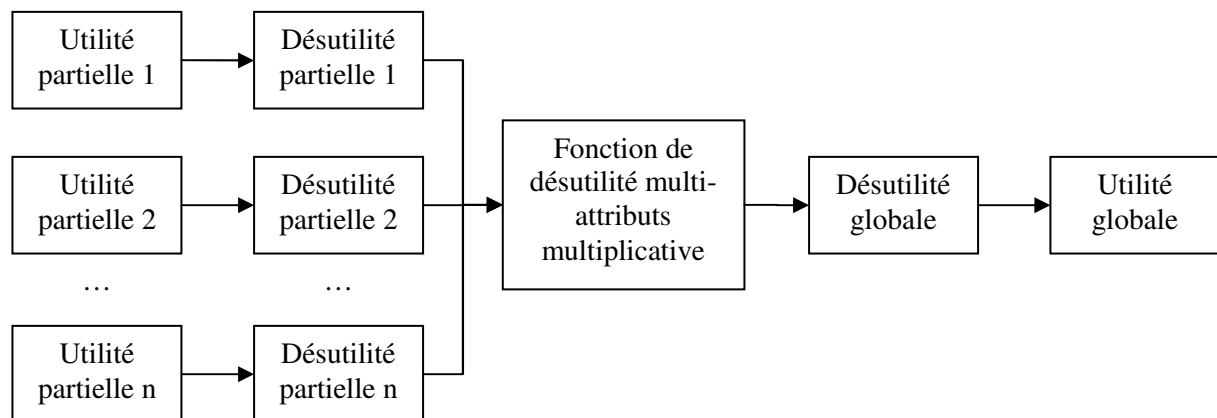 Utilité
partielle 1
Désutilité
partielle 1
Utilité
partielle 2
Désutilité
partielle 2
…
…
Utilité
partielle n
Désutilité
partielle n
Fonction de
désutilité multi-
attributs
multiplicative
Désutilité
globale
Utilité
globale